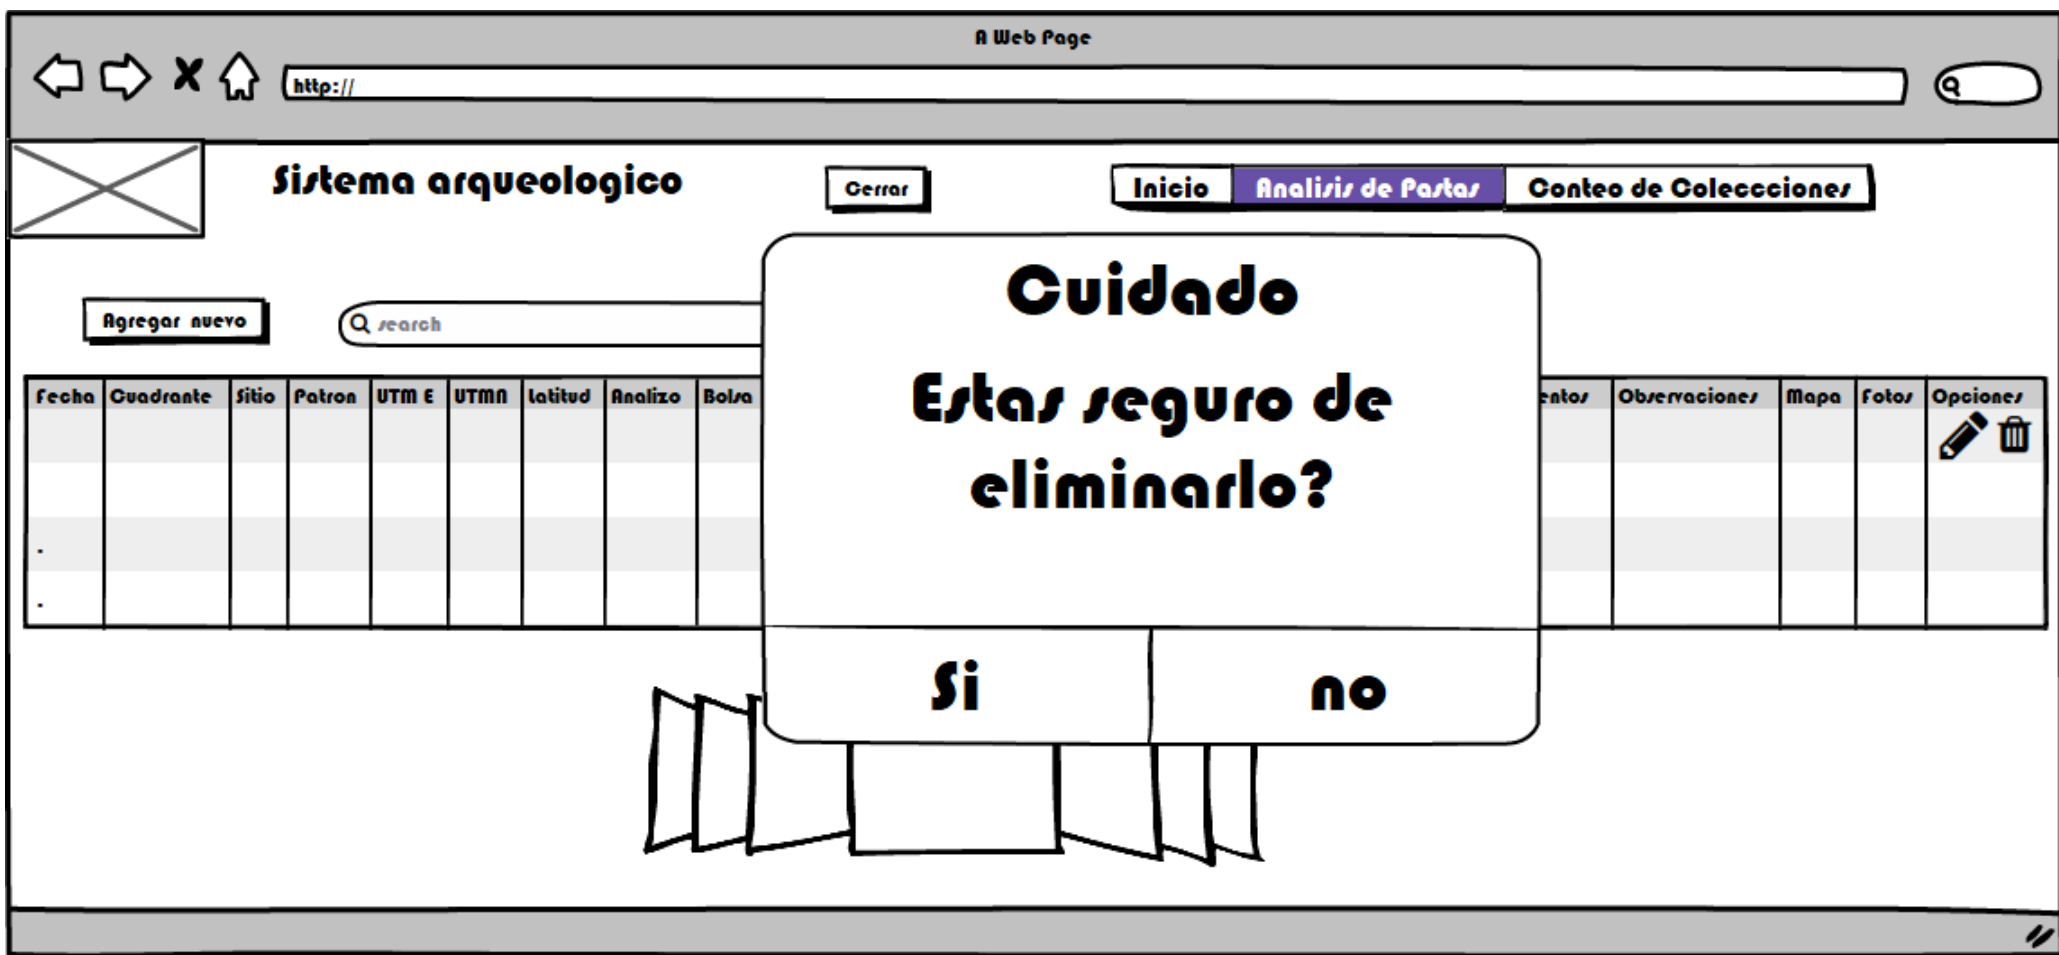 A Web Page
http://
Sistema arqueologico
Cerrar
Inicio Analisis de Pastas Conteo de Coleccciones
Cuidado
Estas seguro de
eliminarlo?
Si no
Agregar nuevo
search
Fecha Cuadrante Sitio Patron UTM E UTMN Latitud Analizo Bolsa entos Observaciones Mapa Fotos Opciones
.
.